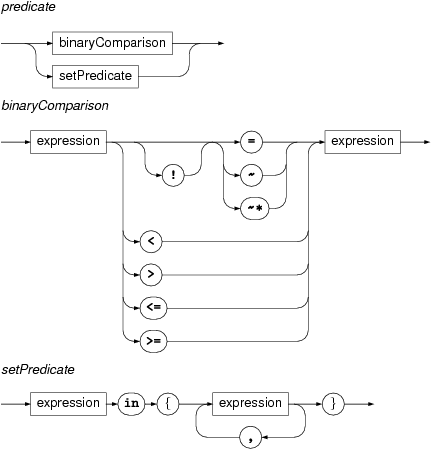 predicate
binaryComparison
setPredicate
binaryComparison
expression = expression
! ~
~*
<
>
<=
>=
setPredicate
expression in { expression }
,